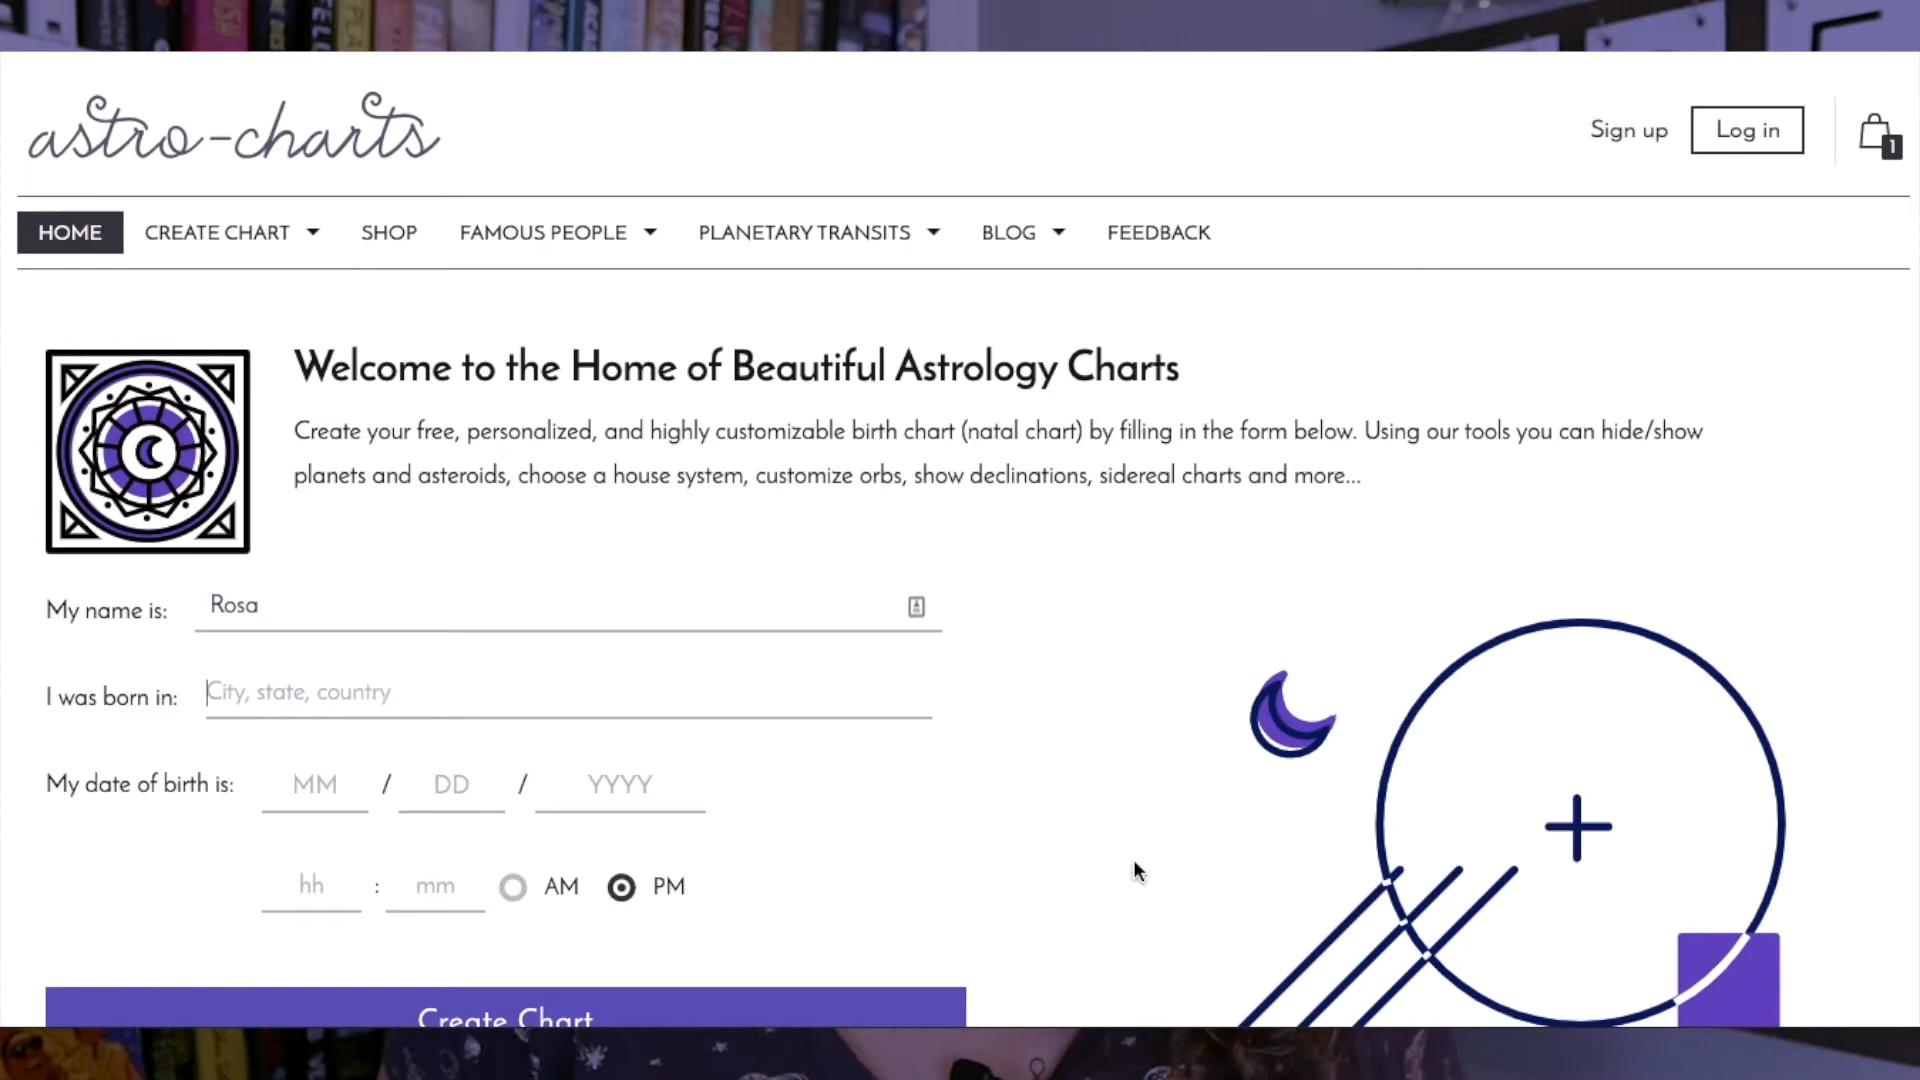 astro-charts
Sign up
Log in
1
HOME
CREATE CHART
SHOP
FAMOUS PEOPLE
PLANETARY TRANSITS
BLOG
FEEDBACK
Welcome to the Home of Beautiful Astrology Charts
Create your free, personalized, and highly customizable birth chart (natal chart) by filling in the form below. Using our tools you can hide/show
planets and asteroids, choose a house system, customize orbs, show declinations, sidereal charts and more...
My name is: Rosa
I was born in: City, state, country
My date of birth is: MM / DD / YYYY
hh : mm AM PM
Create Chart